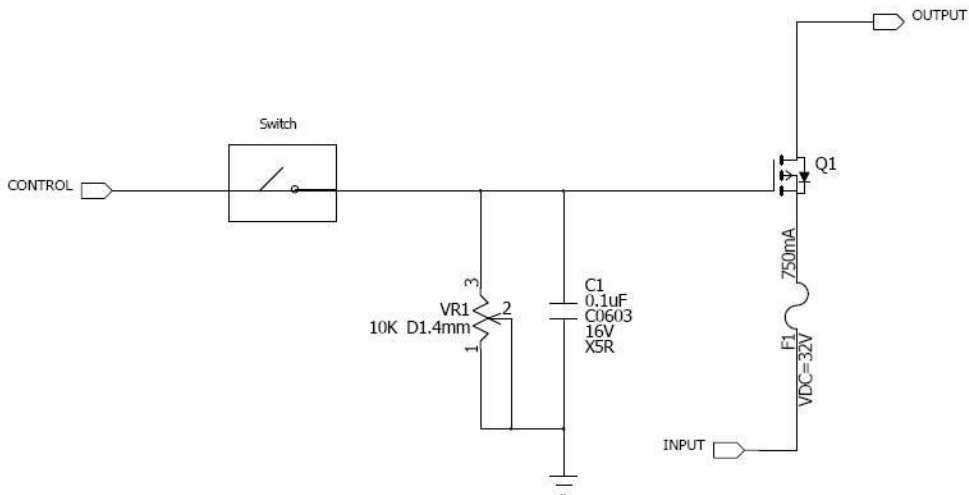 OUTPUT
Switch
CONTROL
Q1
750mA
3
VR1
2
10K D1.4mm
1
C1
0.1uF
C0603
16V
X5R
F1
VDC=32V
INPUT